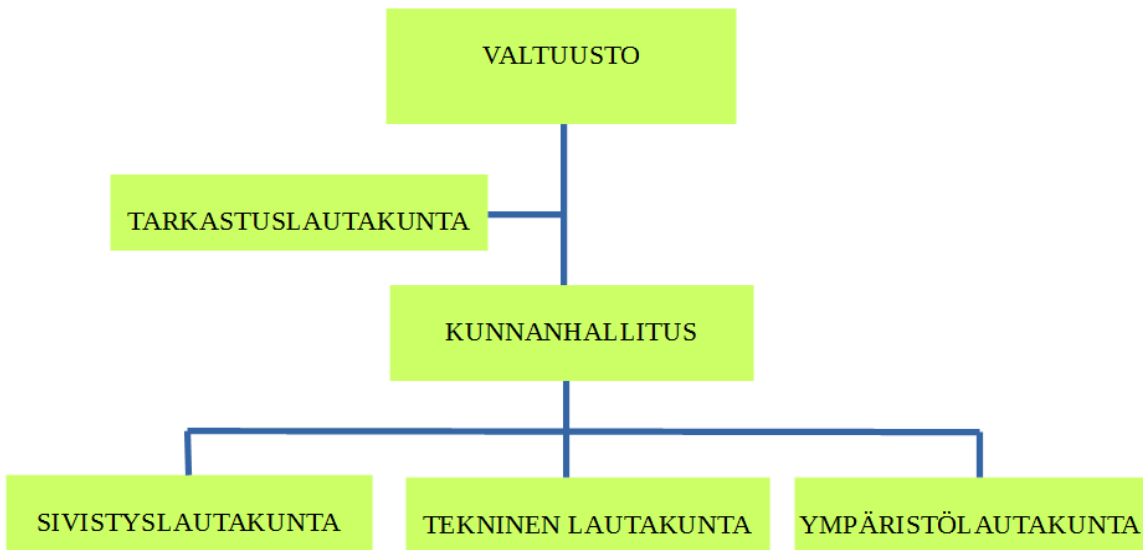 VALTUUSTO
TARKASTUSLAUTAKUNTA
KUNNANHALLITUS
SIVISTYSLAUTAKUNTA
TEKNINEN LAUTAKUNTA
YMPÄRISTÖLAUTAKUNTA